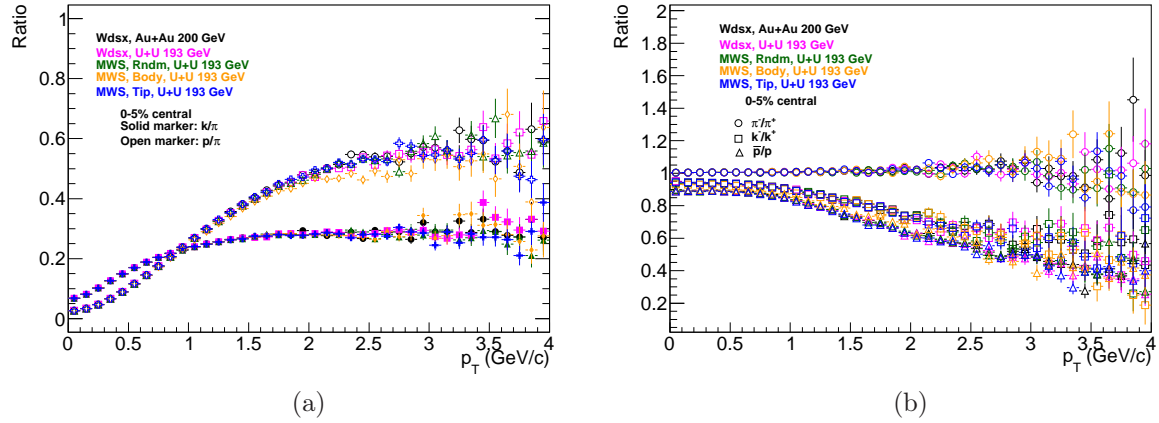 Ratio
1
0.8
0.6
0.4
0.2
0
Wdsx, Au+Au 200 GeV
Wdsx, U+U 193 GeV
MWS, Rndm, U+U 193 GeV
MWS, Body, U+U 193 GeV
MWS, Tip, U+U 193 GeV
0-5% central
Solid marker: k/π
Open marker: p/π
0 0.5 1 1.5 2 2.5 3 3.5 4
p_T (GeV/c)
(a)
Ratio
2
1.8
1.6
1.4
1.2
1
0.8
0.6
0.4
0.2
Wdsx, Au+Au 200 GeV
Wdsx, U+U 193 GeV
MWS, Rndm, U+U 193 GeV
MWS, Body, U+U 193 GeV
MWS, Tip, U+U 193 GeV
0-5% central
π⁻/π⁺
k⁻/k⁺
p̅/p
0 0.5 1 1.5 2 2.5 3 3.5 4
p_T (GeV/c)
(b)